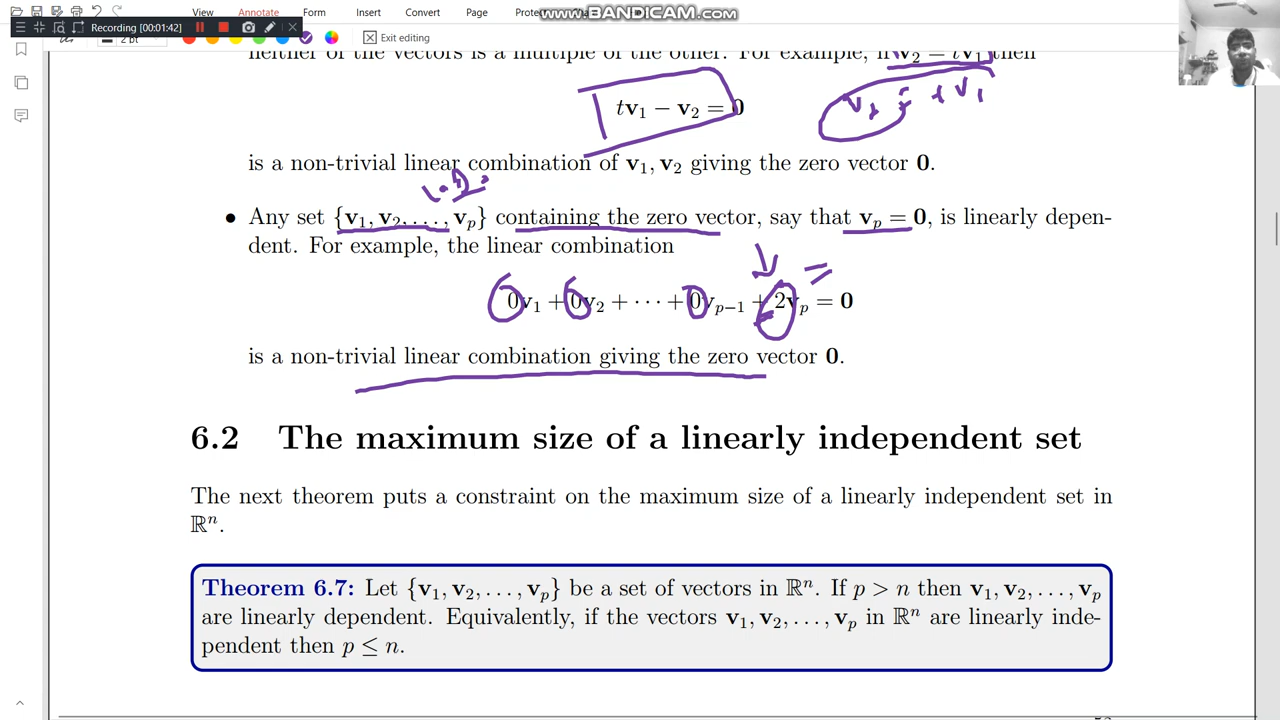 View Annotate Form Insert Convert Page
www.BANDICAM.com
Recording [00:01:42]
2 pt Exit editing
neither of the vectors is a multiple of the other. For example, if v₂ = tv₁ then
tv₁ − v₂ = 0
v₂ = t v₁
is a non-trivial linear combination of v₁, v₂ giving the zero vector 0.
L.D.
• Any set {v₁, v₂, . . . , vₚ} containing the zero vector, say that vₚ = 0, is linearly depen-
dent. For example, the linear combination
0v₁ + 0v₂ + · · · + 0vₚ₋₁ + 2vₚ = 0
is a non-trivial linear combination giving the zero vector 0.
6.2 The maximum size of a linearly independent set
The next theorem puts a constraint on the maximum size of a linearly independent set in
ℝⁿ.
Theorem 6.7: Let {v₁, v₂, . . . , vₚ} be a set of vectors in ℝⁿ. If p > n then v₁, v₂, . . . , vₚ
are linearly dependent. Equivalently, if the vectors v₁, v₂, . . . , vₚ in ℝⁿ are linearly inde-
pendent then p ≤ n.